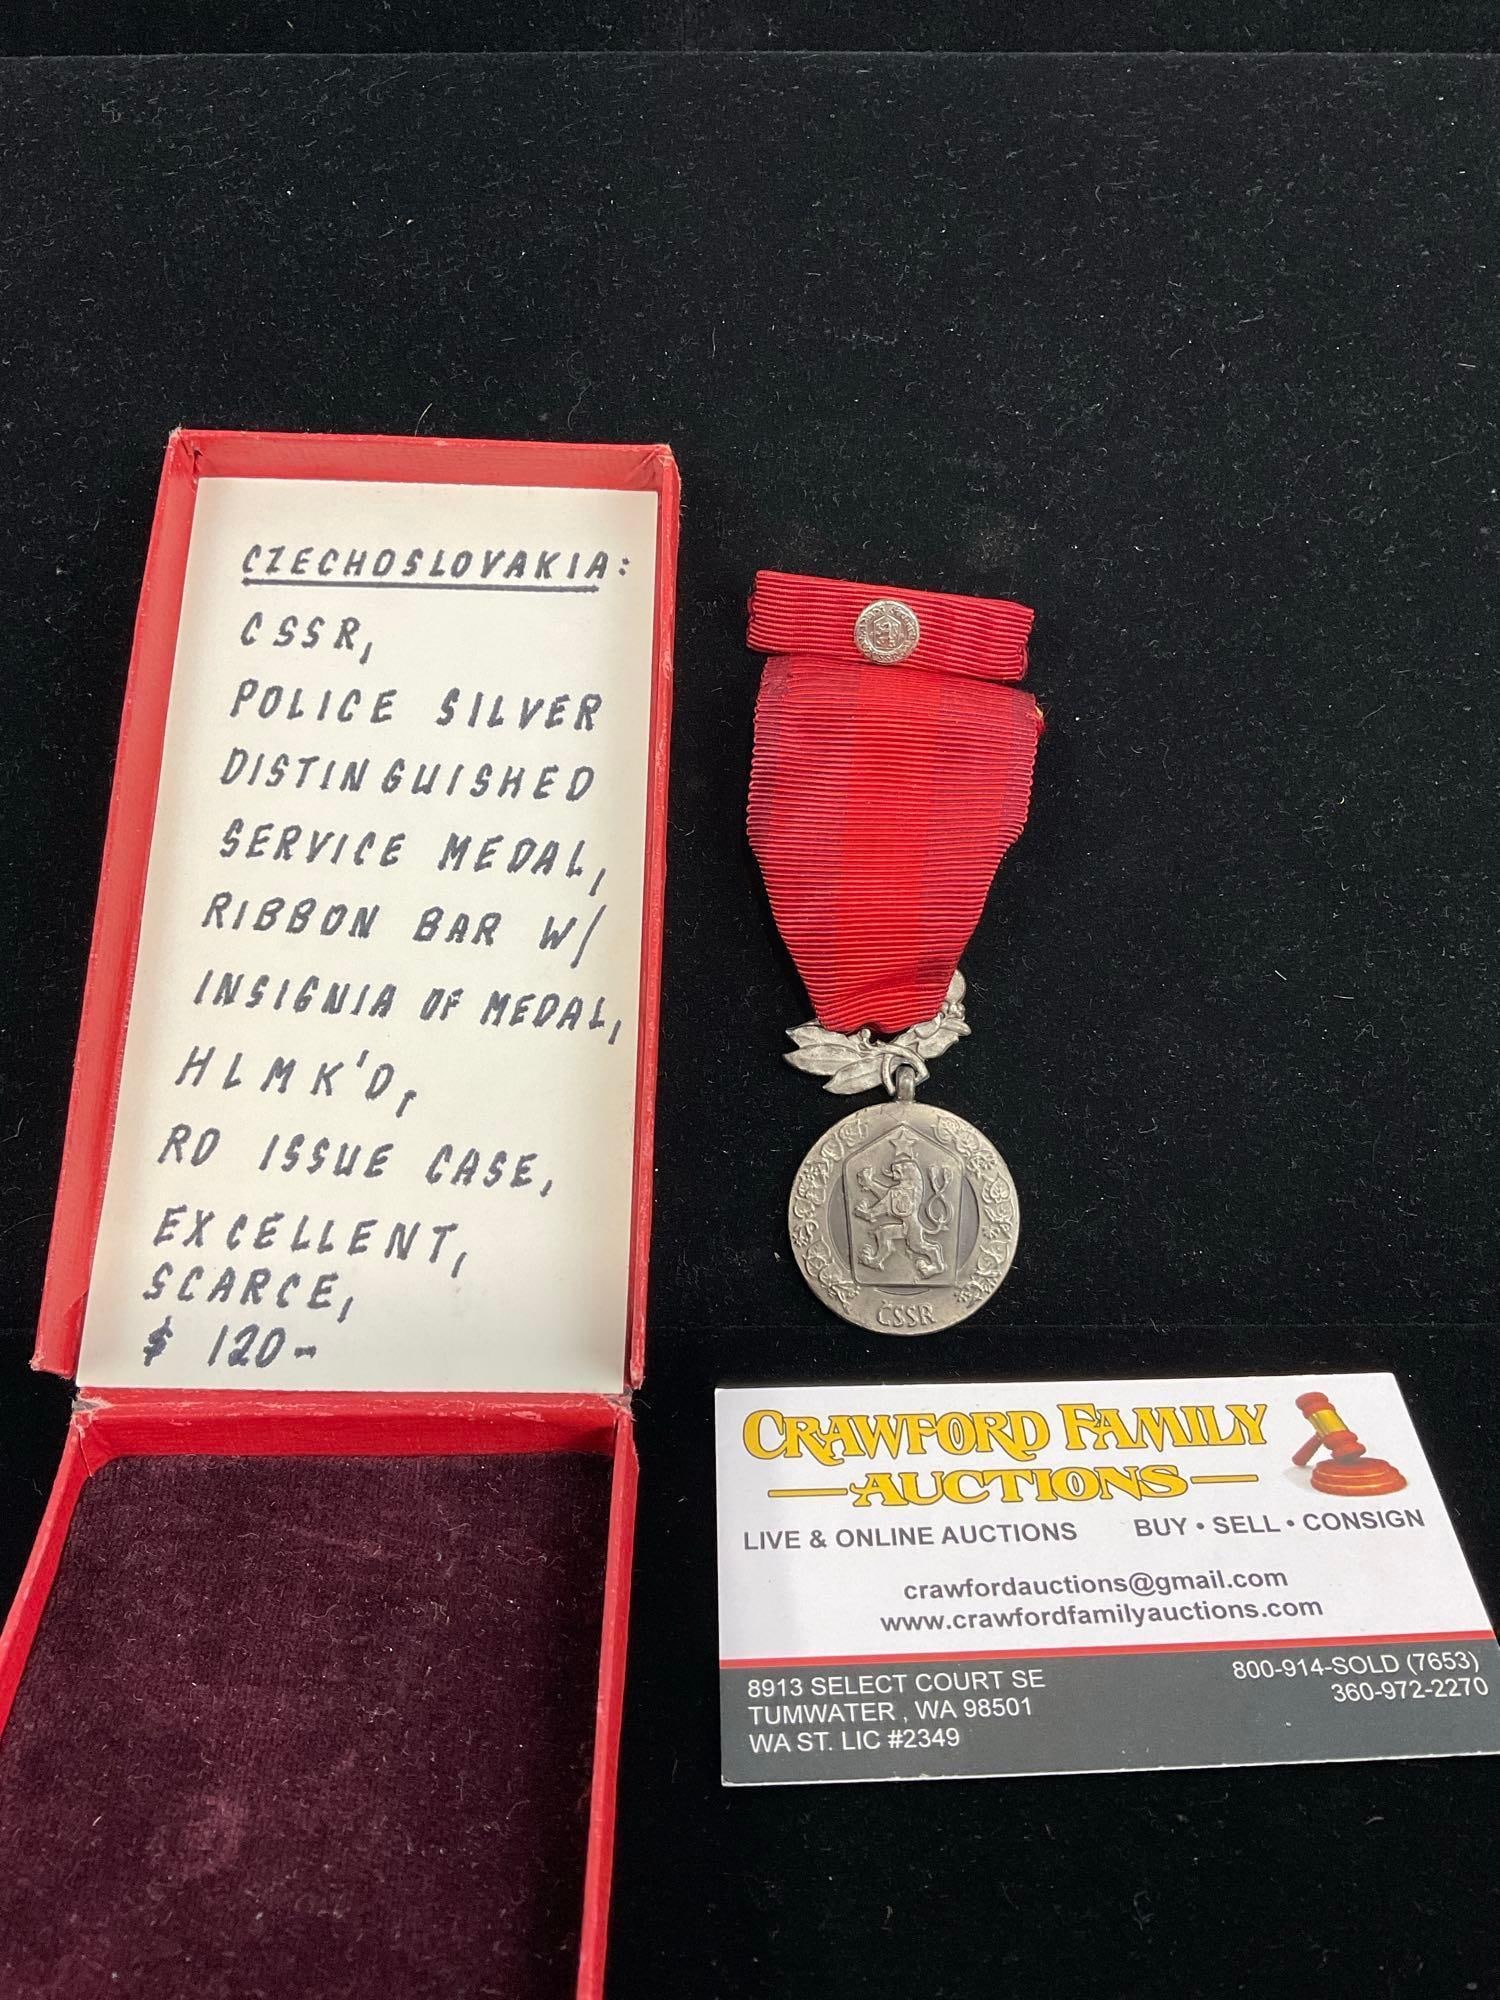 CZECHOSLOVAKIA:
CSSR,
POLICE SILVER
DISTINGUISHED
SERVICE MEDAL,
RIBBON BAR W/
INSIGNIA OF MEDAL,
HLMK'D,
RD ISSUE CASE,
EXCELLENT,
SCARCE,
$ 120-
ČSSR
CRAWFORD FAMILY
AUCTIONS
LIVE & ONLINE AUCTIONS BUY • SELL • CONSIGN
crawfordauctions@gmail.com
www.crawfordfamilyauctions.com
8913 SELECT COURT SE
TUMWATER , WA 98501
WA ST. LIC #2349
800-914-SOLD (7653)
360-972-2270